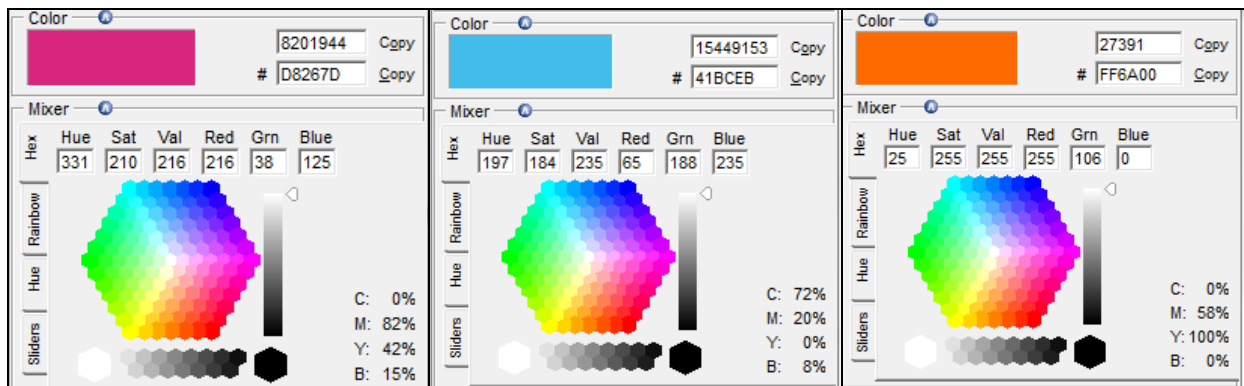 Color
8201944 Copy
# D8267D Copy
Mixer
Hex
Hue Sat Val Red Grn Blue
331 210 216 216 38 125
Rainbow
Hue
Sliders
C: 0%
M: 82%
Y: 42%
B: 15%
Color
15449153 Copy
# 41BCEB Copy
Mixer
Hex
Hue Sat Val Red Grn Blue
197 184 235 65 188 235
Rainbow
Hue
Sliders
C: 72%
M: 20%
Y: 0%
B: 8%
Color
27391 Copy
# FF6A00 Copy
Mixer
Hex
Hue Sat Val Red Grn Blue
25 255 255 255 106 0
Rainbow
Hue
Sliders
C: 0%
M: 58%
Y: 100%
B: 0%